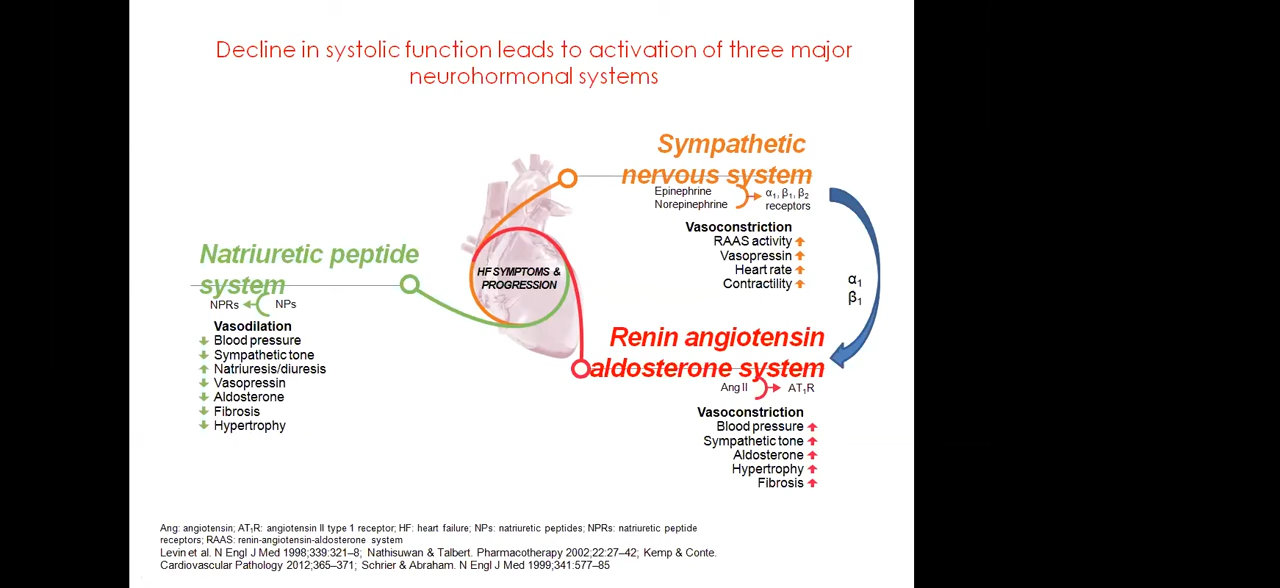 Decline in systolic function leads to activation of three major
neurohormonal systems
Sympathetic
nervous system
Epinephrine
Norepinephrine
α1, β1, β2
receptors
Vasoconstriction
RAAS activity
Vasopressin
Heart rate
Contractility
α1
β1
Natriuretic peptide
system
NPRs
NPs
Vasodilation
Blood pressure
Sympathetic tone
Natriuresis/diuresis
Vasopressin
Aldosterone
Fibrosis
Hypertrophy
HF SYMPTOMS &
PROGRESSION
Renin angiotensin
aldosterone system
Ang II
AT1R
Vasoconstriction
Blood pressure
Sympathetic tone
Aldosterone
Hypertrophy
Fibrosis
Ang: angiotensin; AT1R: angiotensin II type 1 receptor; HF: heart failure; NPs: natriuretic peptides; NPRs: natriuretic peptide
receptors; RAAS: renin-angiotensin-aldosterone system
Levin et al. N Engl J Med 1998;339:321–8; Nathisuwan & Talbert. Pharmacotherapy 2002;22:27–42; Kemp & Conte.
Cardiovascular Pathology 2012;365–371; Schrier & Abraham. N Engl J Med 1999;341:577–85